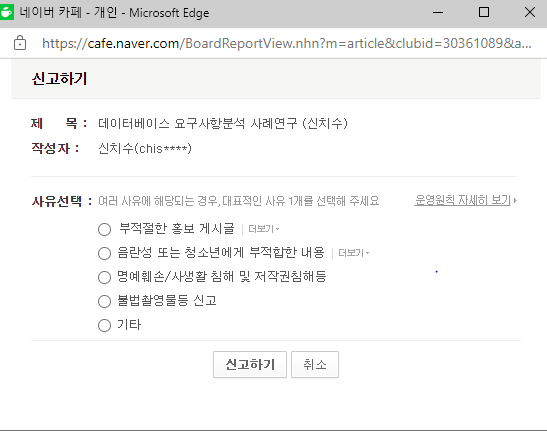 네이버 카페 - 개인 - Microsoft Edge
https://cafe.naver.com/BoardReportView.nhn?m=article&clubid=30361089&a...
신고하기
제 목 : 데이터베이스 요구사항분석 사례연구 (신치수)
작성자 : 신치수(chis****)
사유선택 : 여러 사유에 해당되는 경우, 대표적인 사유 1개를 선택해 주세요 운영원칙 자세히 보기
부적절한 홍보 게시글 더보기
음란성 또는 청소년에게 부적합한 내용 더보기
명예훼손/사생활 침해 및 저작권침해등
불법촬영물등 신고
기타
신고하기 취소